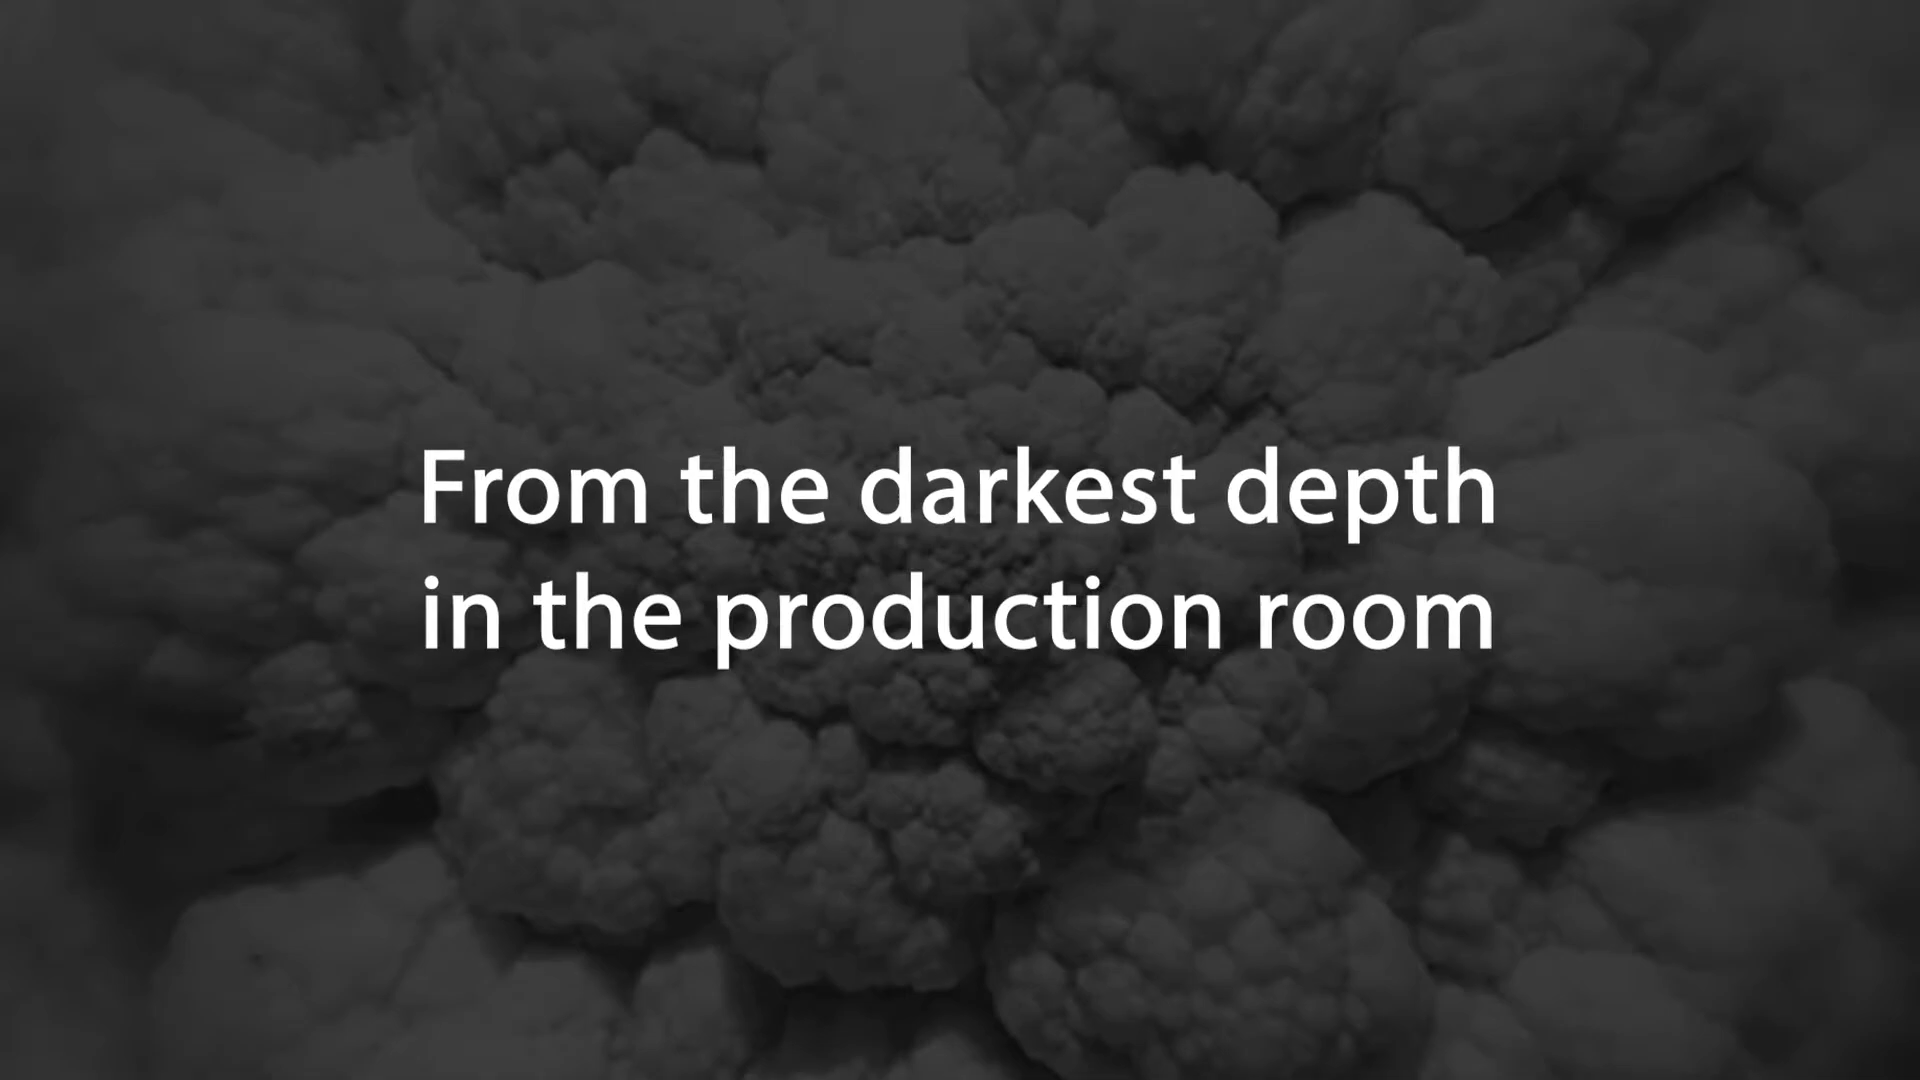 From the darkest depth
in the production room